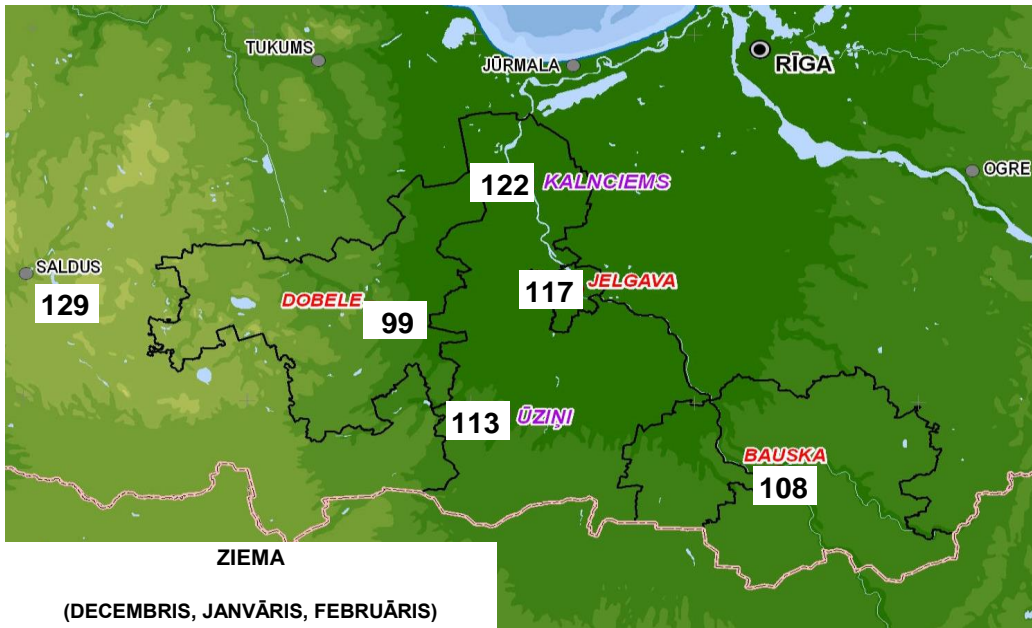 TUKUMS
JŪRMALA
RĪGA
OGRE
122 KALNCIEMS
SALDUS
129
DOBELE
99
117 JELGAVA
113 ŪZIŅI
BAUSKA
108
ZIEMA
(DECEMBRIS, JANVĀRIS, FEBRUĀRIS)